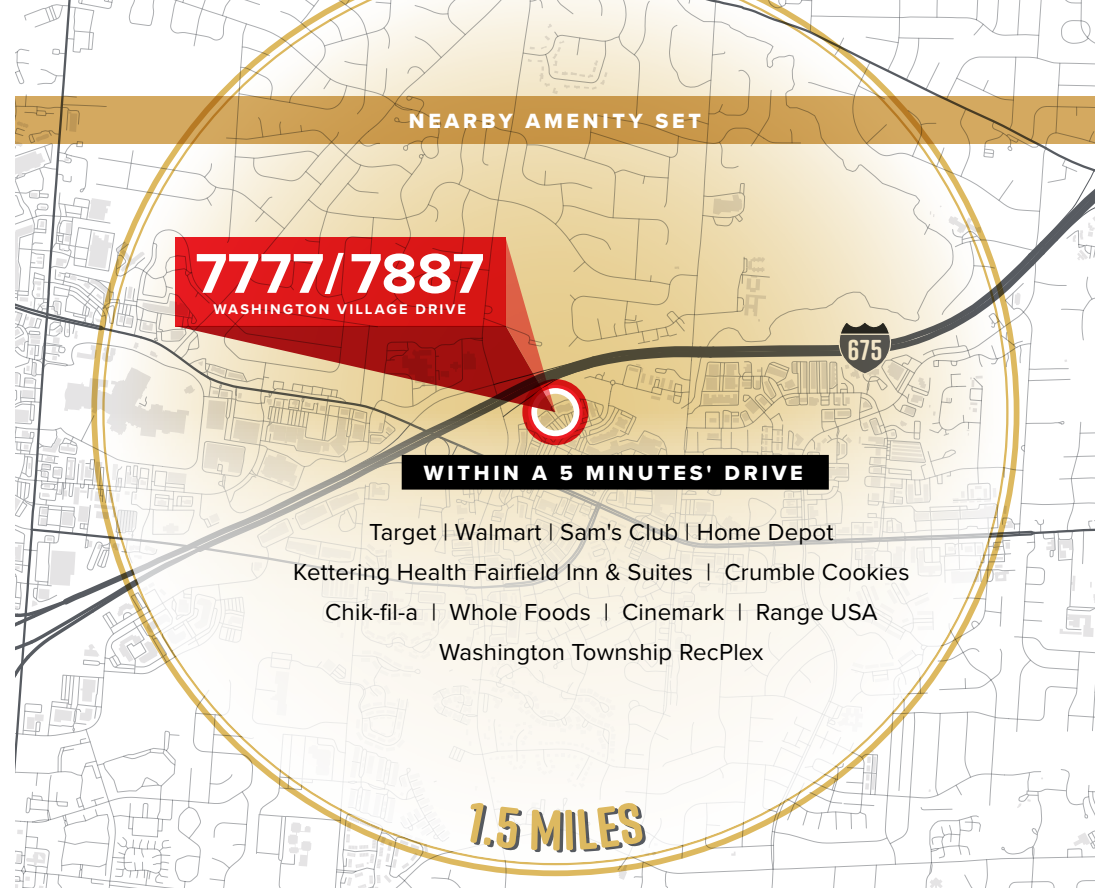 NEARBY AMENITY SET
7777/7887
WASHINGTON VILLAGE DRIVE
675
WITHIN A 5 MINUTES' DRIVE
Target | Walmart | Sam's Club | Home Depot
Kettering Health Fairfield Inn & Suites | Crumble Cookies
Chik-fil-a | Whole Foods | Cinemark | Range USA
Washington Township RecPlex
1.5 MILES